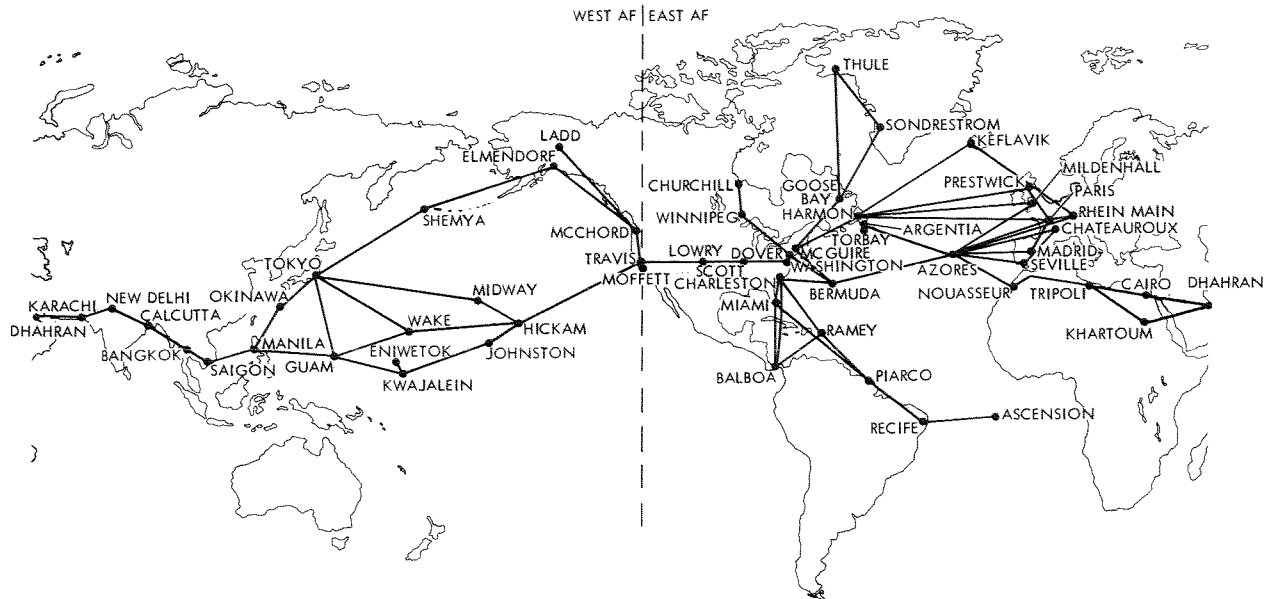 WEST AF EAST AF
THULE
SONDRESTROM
KEFLAVIK
LADD
ELMENDORF
MILDENHALL
PRESTWICK
PARIS
CHURCHILL
GOOSE
BAY
WINNIPEG
HARMON
RHEIN MAIN
SHEMYA
ARGENTIA
CHATEAUROUX
MCCHORD
TORBAY
LOWRY
DOVER
MCGUIRE
MADRID
TRAVIS
SCOTT
WASHINGTON
AZORES
SEVILLE
TOKYO
MOFFETT
CHARLESTON
BERMUDA
NOUASSEUR
TRIPOLI
CAIRO
DHAHRAN
OKINAWA
MIDWAY
MIAMI
KARACHI
NEW DELHI
CALCUTTA
DHAHRAN
WAKE
HICKAM
RAMEY
KHARTOUM
BANGKOK
MANILA
ENIWETOK
JOHNSTON
SAIGON
GUAM
KWAJALEIN
BALBOA
PIARCO
RECIFE
ASCENSION